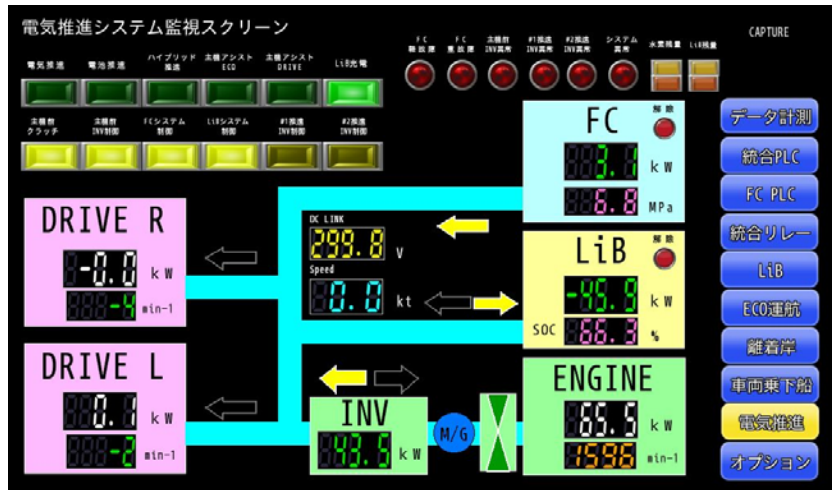 電気推進システム監視スクリーン
CAPTURE
FC
軽故障
FC
重故障
主機前
INV異常
#1推進
INV異常
#2推進
INV異常
システム
異常
水素残量
LiB残量
電気推進
電池推進
ハイブリッド
推進
主機アシスト
ECO
主機アシスト
DRIVE
LiB充電
主機前
クラッチ
主機前
INV制御
FCシステム
制御
LiBシステム
制御
#1推進
INV制御
#2推進
INV制御
FC
解除
3.1 kW
6.8 MPa
DRIVE R
-0.0 kW
-4 min-1
DC LINK
299.8 V
Speed
0.0 kt
LiB
解除
-45.9 kW
SOC 66.3 %
DRIVE L
0.1 kW
-2 min-1
INV
43.5 kW
M/G
ENGINE
65.5 kW
1596 min-1
データ計測
統合PLC
FC PLC
統合リレー
LiB
ECO運航
離着岸
車両乗下船
電気推進
オプション